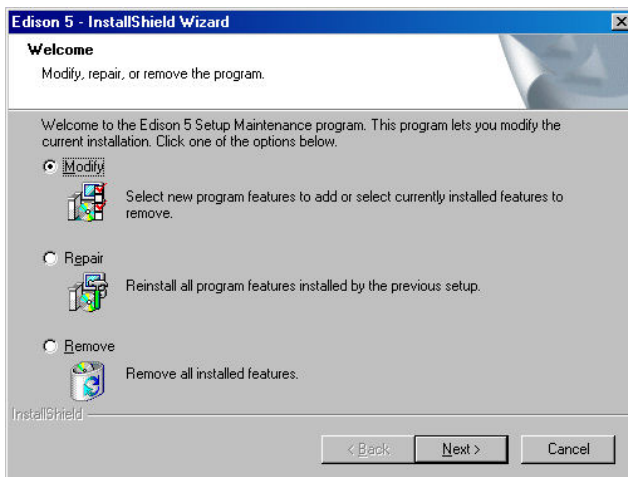 Edison 5 - InstallShield Wizard
Welcome
Modify, repair, or remove the program.
Welcome to the Edison 5 Setup Maintenance program. This program lets you modify the
current installation. Click one of the options below.
Modify
Select new program features to add or select currently installed features to
remove.
Repair
Reinstall all program features installed by the previous setup.
Remove
Remove all installed features.
InstallShield
< Back
Next >
Cancel